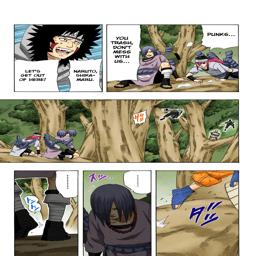 PUNKS...
YOU
TRASH,
DON'T
MESS
WITH
US...
NARUTO,
SHIKA-
MARU.
LET'S
GET OUT
OF HERE!